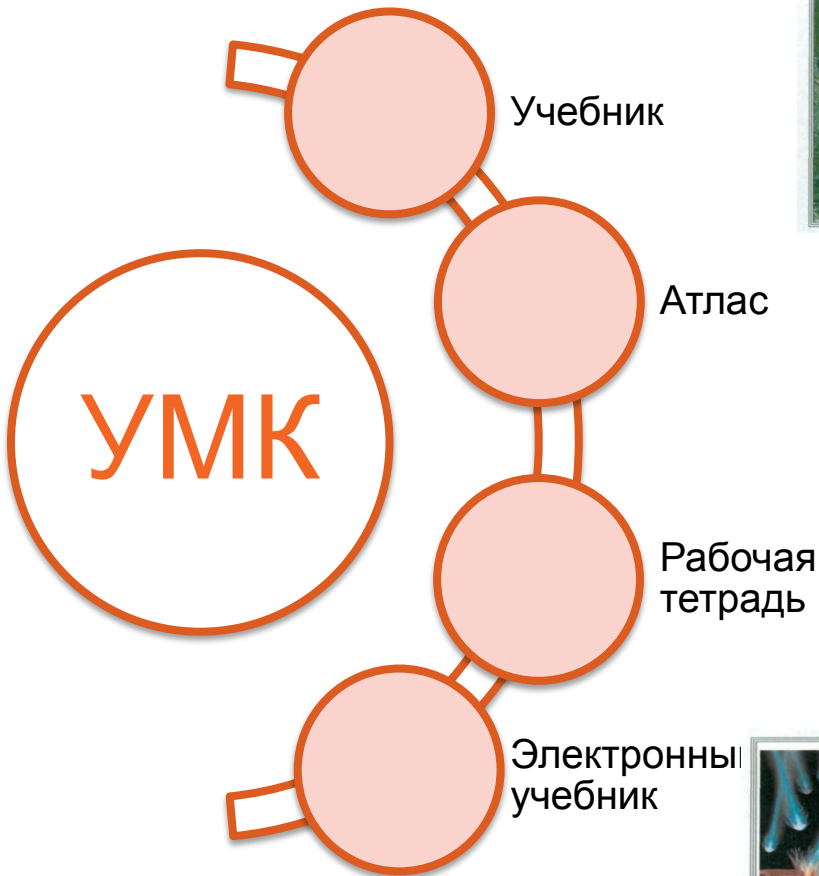 Учебник
Атлас
УМК
Рабочая
тетрадь
Электронны
учебник